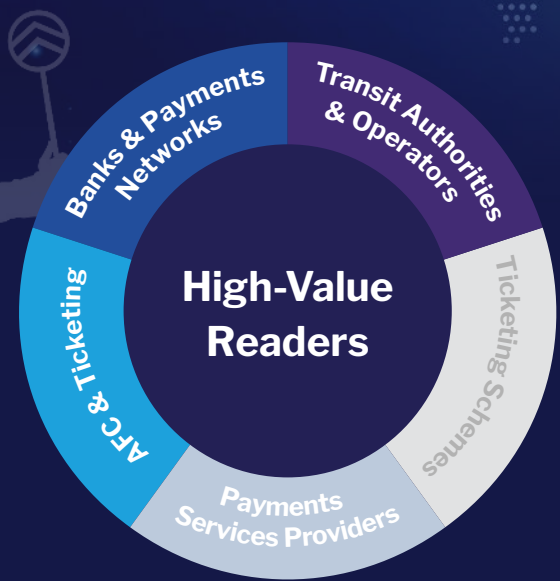 High-Value
Readers
Transit Authorities
& Operators
Ticketing Schemes
Payments
Services Providers
AFC & Ticketing
Banks & Payments
Networks